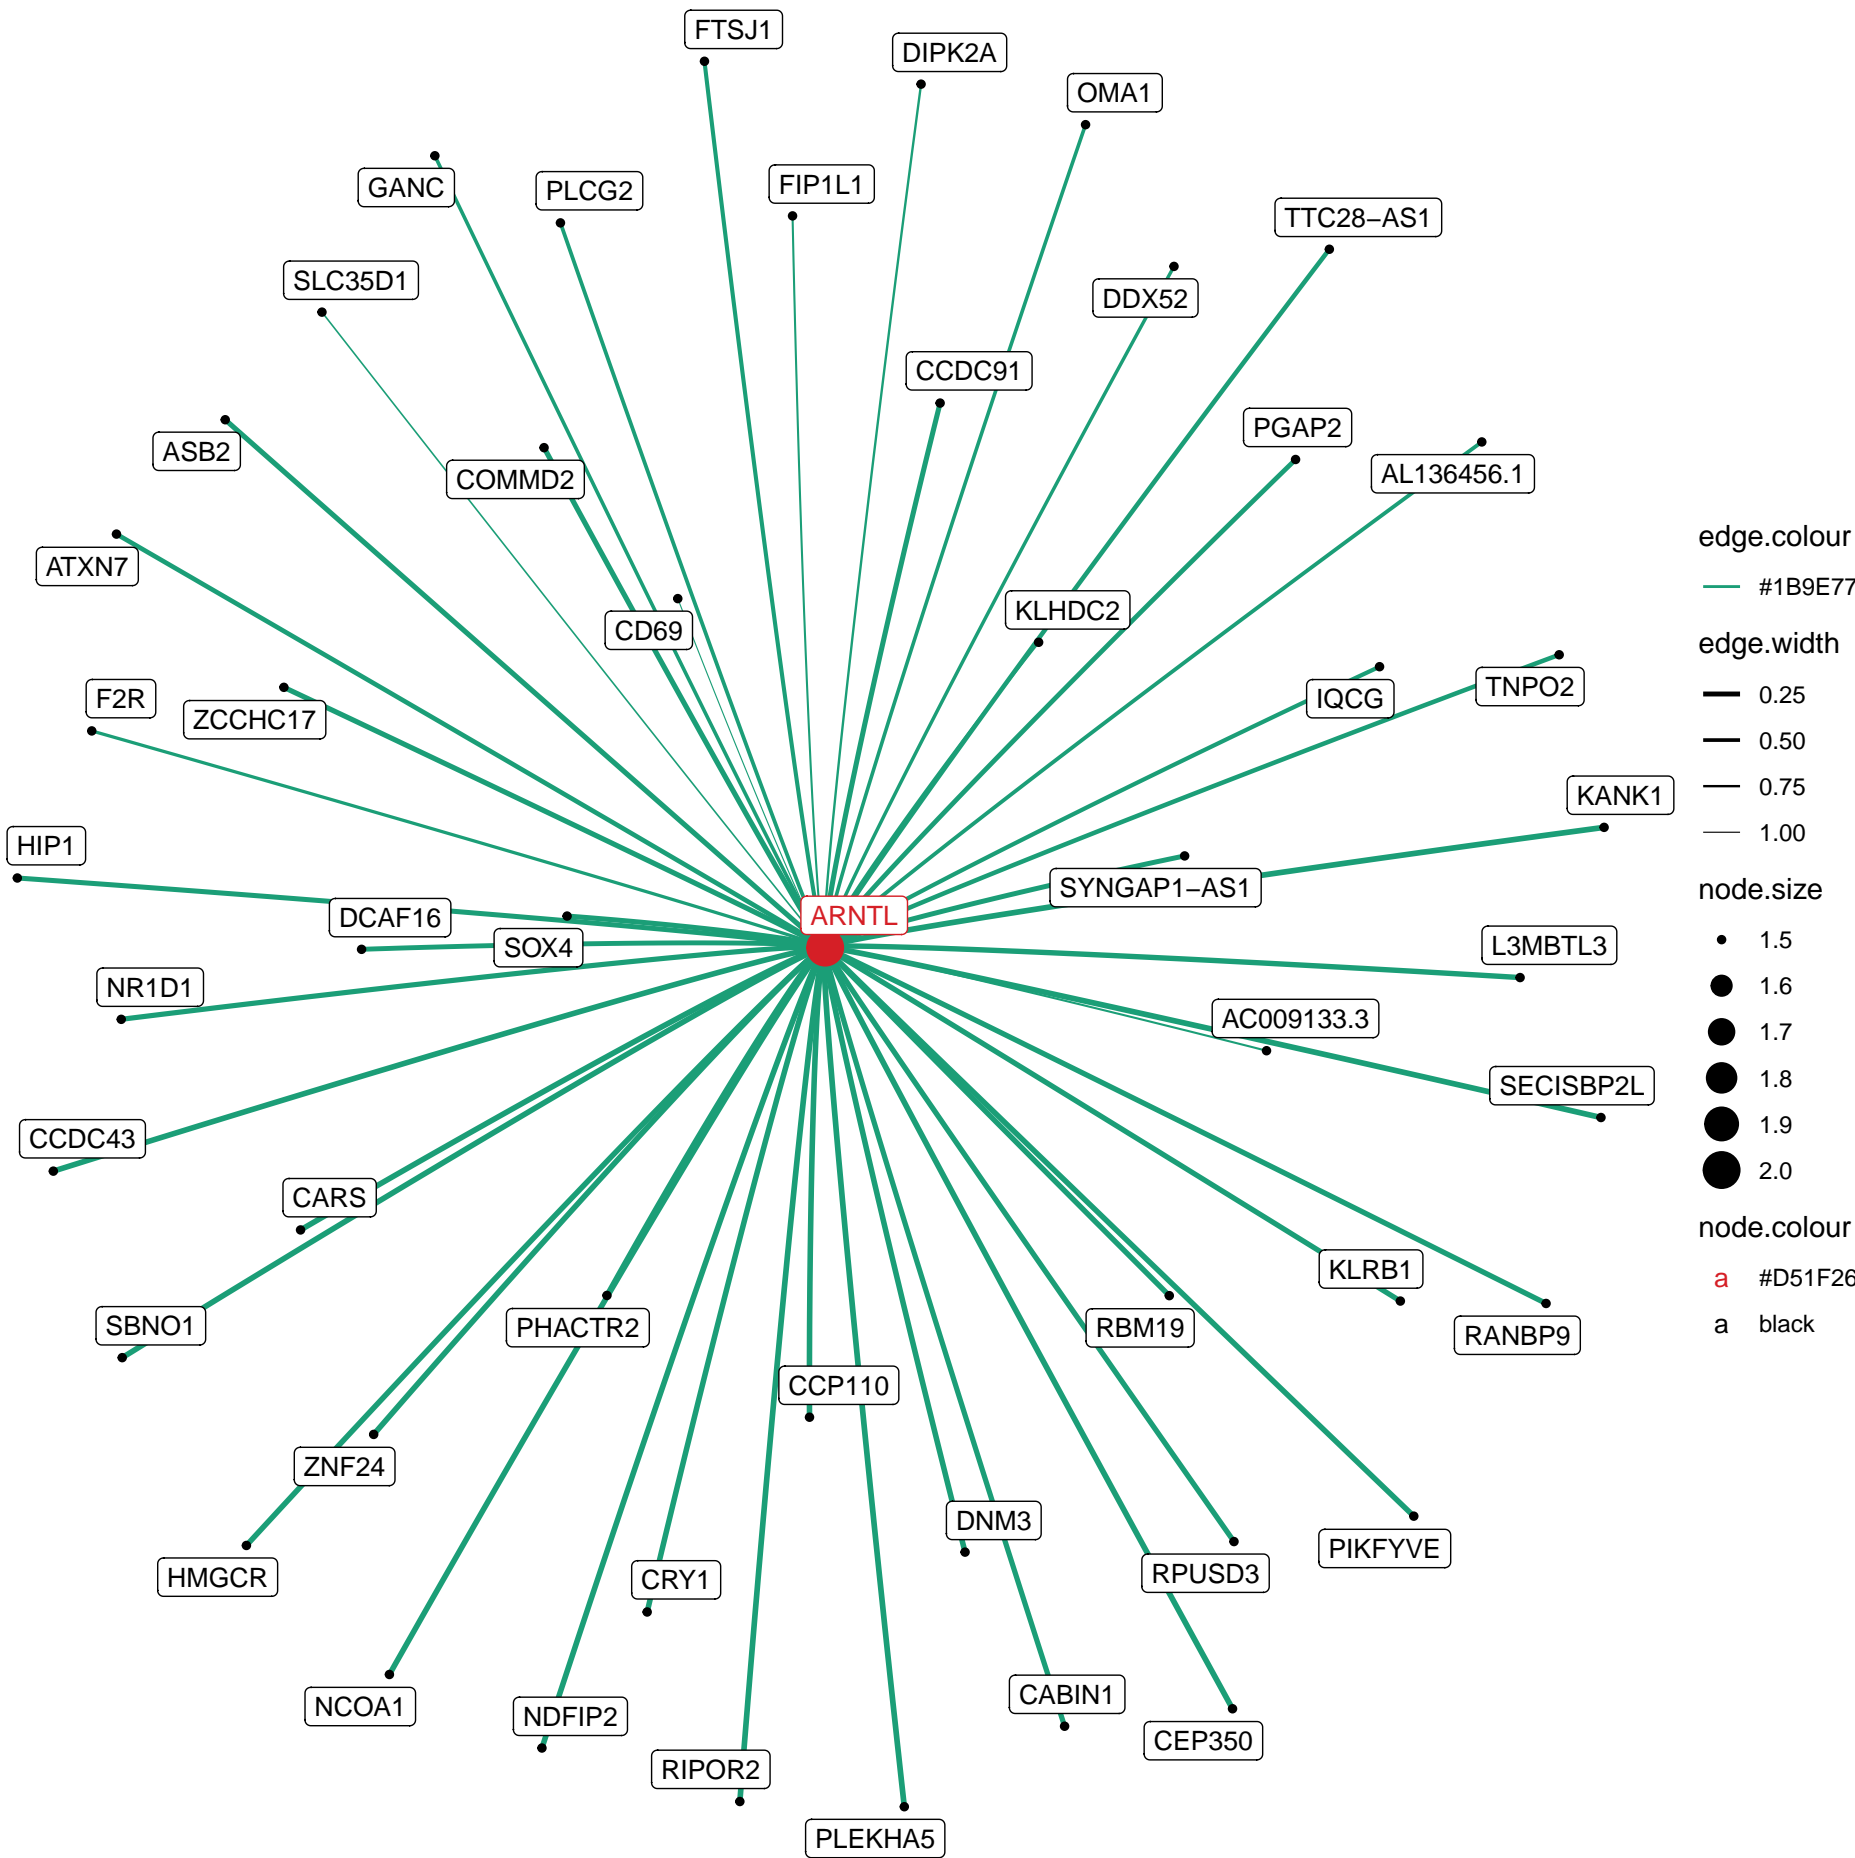 FTSJ1
DIPK2A
OMA1
GANC
PLCG2
FIP1L1
TTC28−AS1
SLC35D1
DDX52
CCDC91
PGAP2
ASB2
COMMD2
AL136456.1
ATXN7
CD69
KLHDC2
F2R
ZCCHC17
IQCG
TNPO2
KANK1
HIP1
DCAF16
SYNGAP1−AS1
ARNTL
SOX4
L3MBTL3
NR1D1
AC009133.3
SECISBP2L
CCDC43
CARS
KLRB1
SBNO1
PHACTR2
RBM19
RANBP9
CCP110
ZNF24
DNM3
PIKFYVE
HMGCR
CRY1
RPUSD3
NCOA1
NDFIP2
CABIN1
CEP350
RIPOR2
PLEKHA5
edge.colour
#1B9E77
edge.width
0.25
0.50
0.75
1.00
node.size
1.5
1.6
1.7
1.8
1.9
2.0
node.colour
a #D51F26
a black